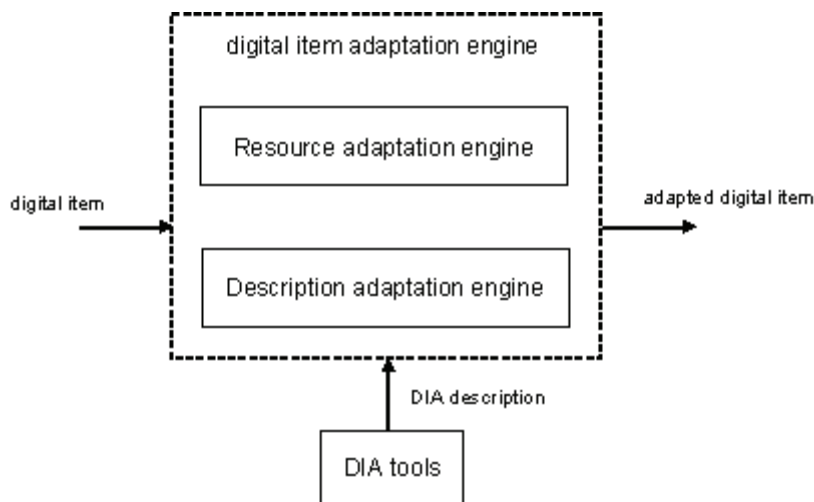 digital item adaptation engine
Resource adaptation engine
digital item
adapted digital item
Description adaptation engine
DIA description
DIA tools